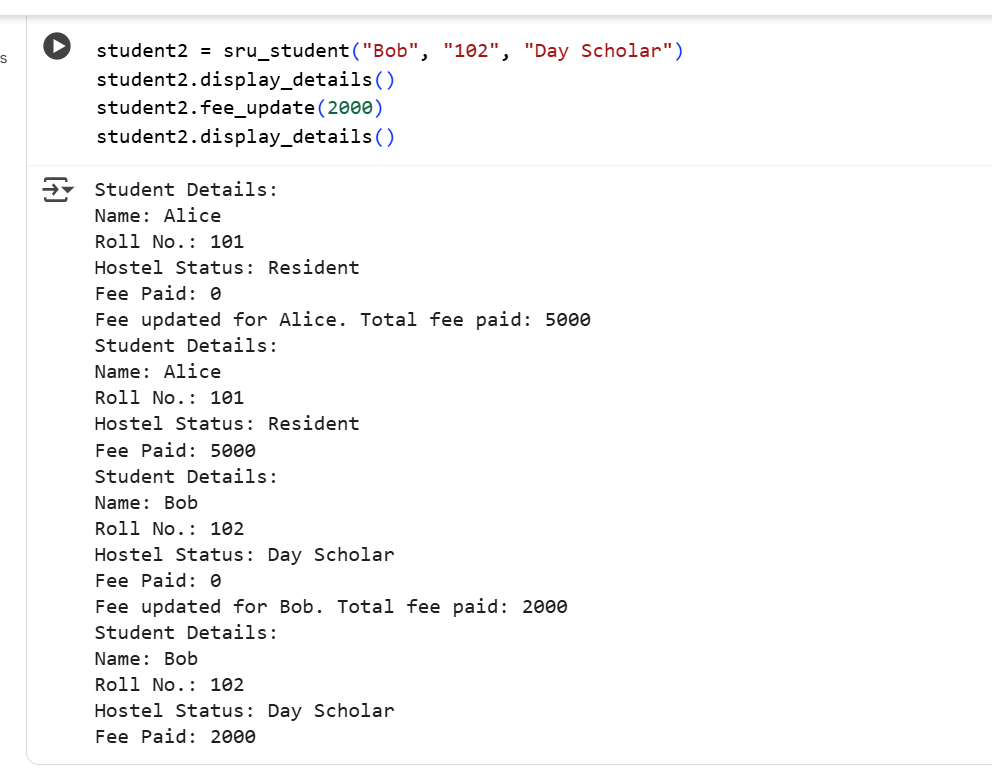 s
student2 = sru_student("Bob", "102", "Day Scholar")
student2.display_details()
student2.fee_update(2000)
student2.display_details()
Student Details:
Name: Alice
Roll No.: 101
Hostel Status: Resident
Fee Paid: 0
Fee updated for Alice. Total fee paid: 5000
Student Details:
Name: Alice
Roll No.: 101
Hostel Status: Resident
Fee Paid: 5000
Student Details:
Name: Bob
Roll No.: 102
Hostel Status: Day Scholar
Fee Paid: 0
Fee updated for Bob. Total fee paid: 2000
Student Details:
Name: Bob
Roll No.: 102
Hostel Status: Day Scholar
Fee Paid: 2000